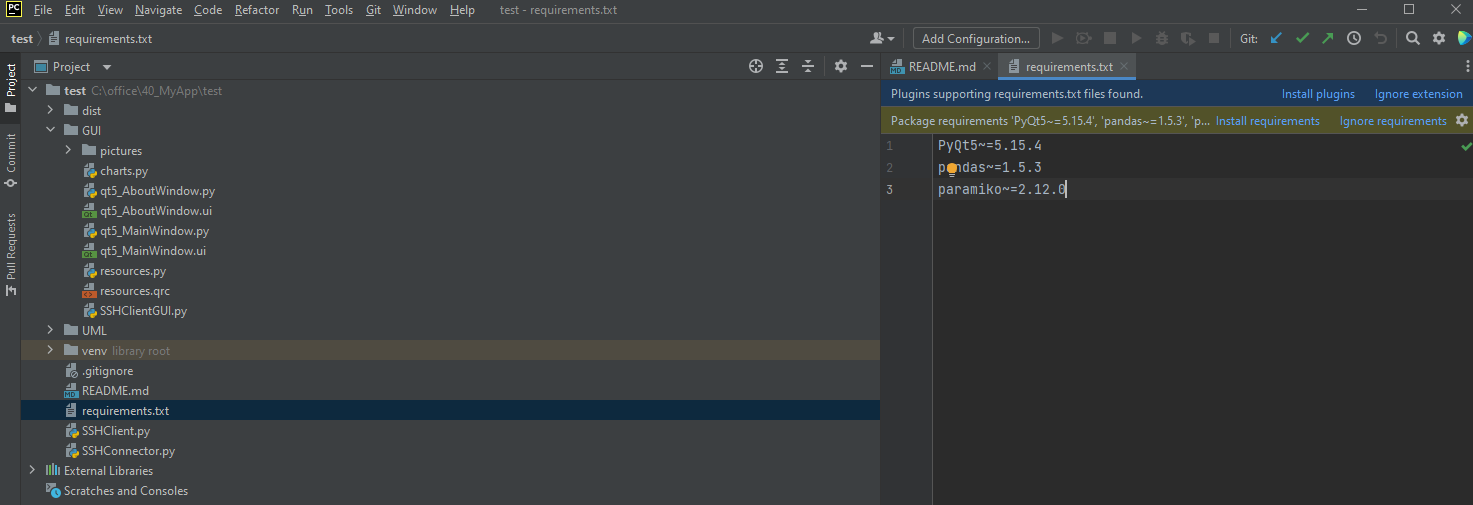 PC File Edit View Navigate Code Refactor Run Tools Git Window Help test - requirements.txt
test requirements.txt
Add Configuration...
Git:
Project
Commit
Pull Requests
Project
test C:\office\40_MyApp\test
dist
GUI
pictures
charts.py
qt5_AboutWindow.py
qt5_AboutWindow.ui
qt5_MainWindow.py
qt5_MainWindow.ui
resources.py
resources.qrc
SSHClientGUI.py
UML
venv library root
.gitignore
README.md
requirements.txt
SSHClient.py
SSHConnector.py
External Libraries
Scratches and Consoles
README.md requirements.txt
Plugins supporting requirements.txt files found. Install plugins Ignore extension
Package requirements 'PyQt5~=5.15.4', 'pandas~=1.5.3', 'p... Install requirements Ignore requirements
1 PyQt5~=5.15.4
2 pandas~=1.5.3
3 paramiko~=2.12.0